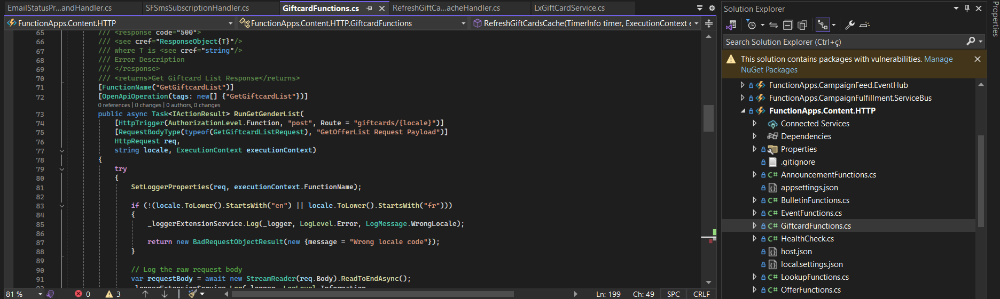 EmailStatusPr...andHandler.cs
SFSmsSubscriptionHandler.cs
GiftcardFunctions.cs
RefreshGiftCa...acheHandler.cs
LxGiftCardService.cs
FunctionApps.Content.HTTP
FunctionApps.Content.HTTP.GiftcardFunctions
RefreshGiftCardsCache(TimerInfo timer, ExecutionContext e
65 /// <response code="500">
66 /// <see cref="ResponseObject{T}"/>
67 /// where T is <see cref="string"/>
68 /// Error Description
69 /// </response>
70 /// <returns>Get Giftcard List Response</returns>
71 [FunctionName("GetGiftcardList")]
72 [OpenApiOperation(tags: new[] {"GetGiftcardList"})]
0 references | 0 changes | 0 authors, 0 changes
73 public async Task<IActionResult> RunGetGenderList(
74 [HttpTrigger(AuthorizationLevel.Function, "post", Route = "giftcards/{locale}")]
75 [RequestBodyType(typeof(GetGiftcardListRequest), "GetOfferList Request Payload")]
76 HttpRequest req,
77 string locale, ExecutionContext executionContext)
78 {
79 try
80 {
81 SetLoggerProperties(req, executionContext.FunctionName);
82
83 if (!(locale.ToLower().StartsWith("en") || locale.ToLower().StartsWith("fr")))
84 {
85 _loggerExtensionService.Log(_logger, LogLevel.Error, LogMessage.WrongLocale);
86
87 return new BadRequestObjectResult(new {message = "Wrong locale code"});
88 }
89
90 // Log the raw request body
91 var requestBody = await new StreamReader(req.Body).ReadToEndAsync();
81 %
0
3
Ln: 199
Ch: 49
SPC
CRLF
Solution Explorer
Search Solution Explorer (Ctrl+ç)
This solution contains packages with vulnerabilities. Manage
NuGet Packages
FunctionApps.CampaignFeed.EventHub
FunctionApps.CampaignFulfillment.ServiceBus
FunctionApps.Content.HTTP
Connected Services
Dependencies
Properties
.gitignore
C# AnnouncementFunctions.cs
appsettings.json
C# BulletinFunctions.cs
C# EventFunctions.cs
C# GiftcardFunctions.cs
C# HealthCheck.cs
host.json
local.settings.json
C# LookupFunctions.cs
C# OfferFunctions.cs
Properties